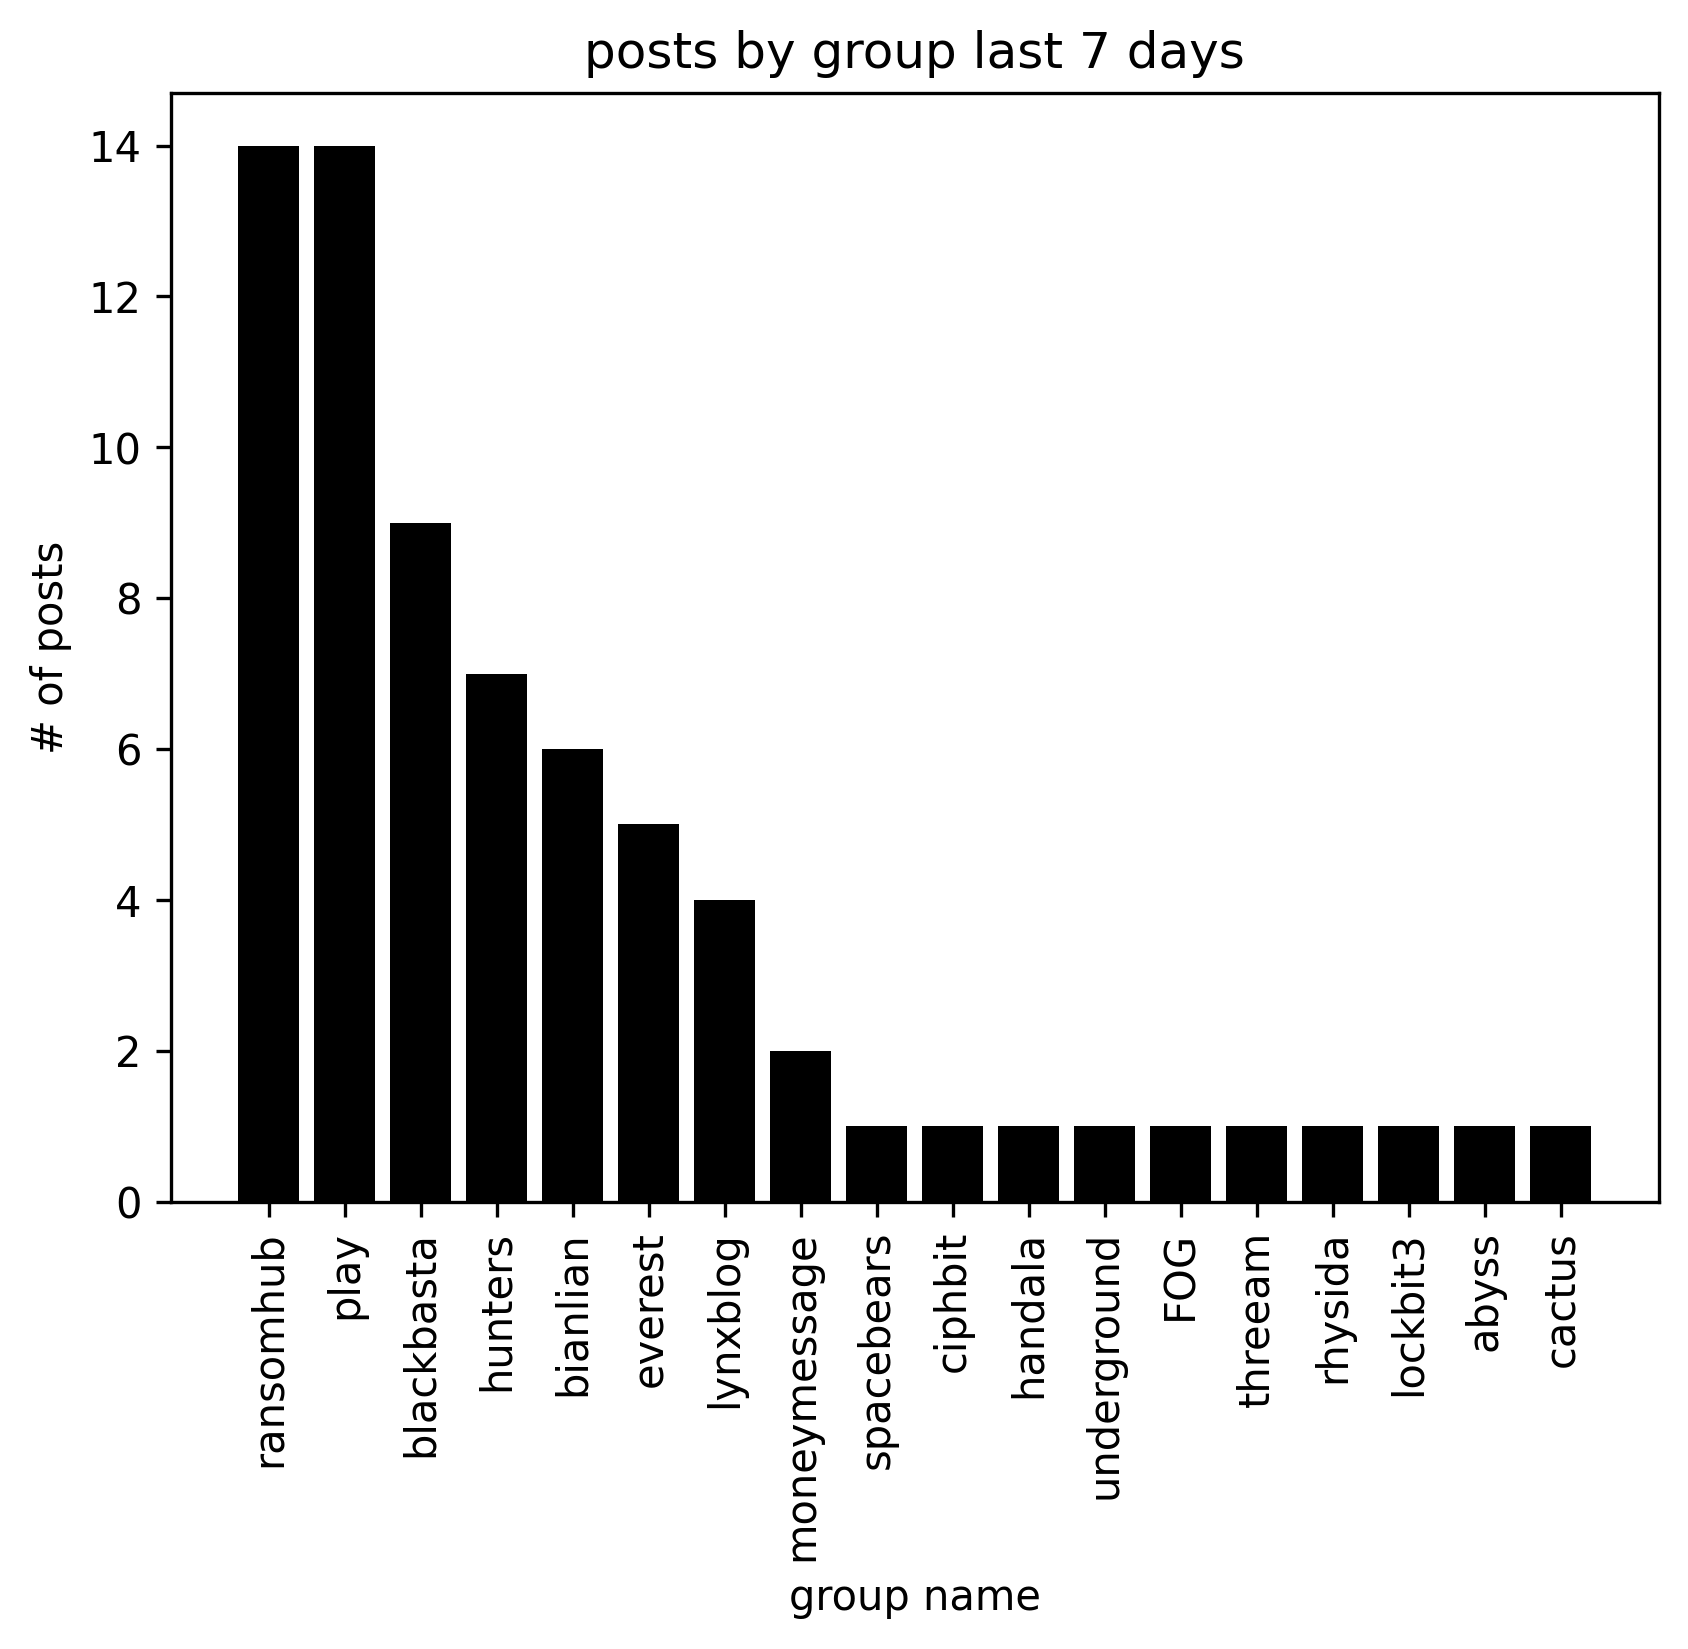 posts by group last 7 days
14
12
10
8
6
4
2
0
# of posts
ransomhub
play
blackbasta
hunters
bianlian
everest
lynxblog
moneymessage
spacebears
ciphbit
handala
underground
FOG
threeam
rhysida
lockbit3
abyss
cactus
group name